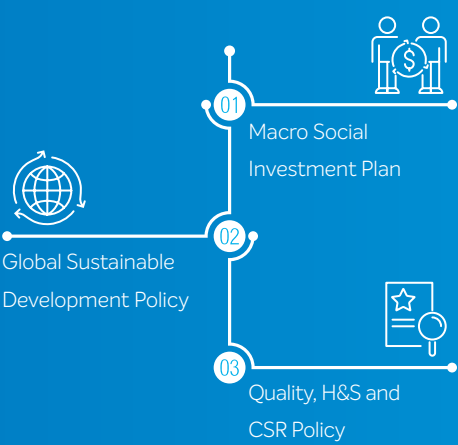 01
Macro Social
Investment Plan
02
Global Sustainable
Development Policy
03
Quality, H&S and
CSR Policy